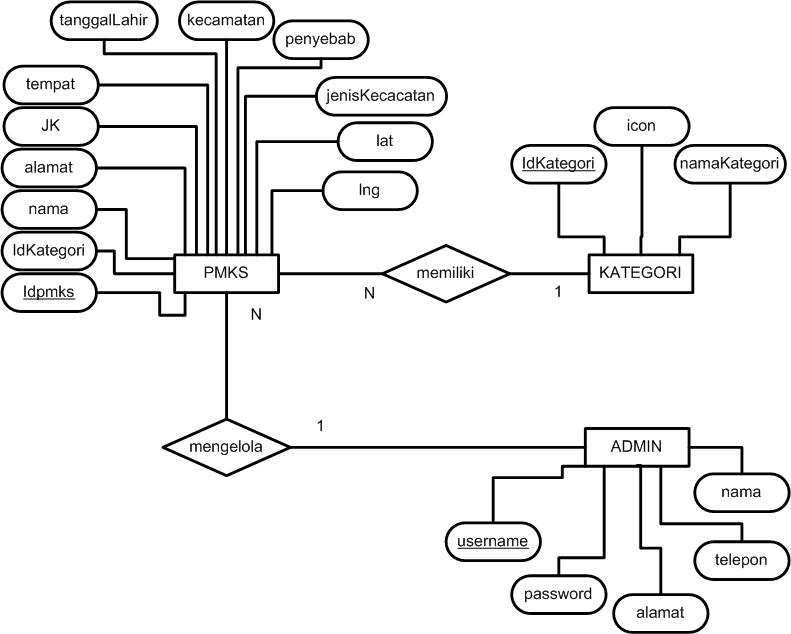 tanggalLahir
kecamatan
penyebab
tempat
jenisKecacatan
JK
icon
lat
alamat
IdKategori
namaKategori
lng
nama
IdKategori
PMKS
memiliki
KATEGORI
Idpmks
N
1
N
1
mengelola
ADMIN
nama
username
telepon
password
alamat